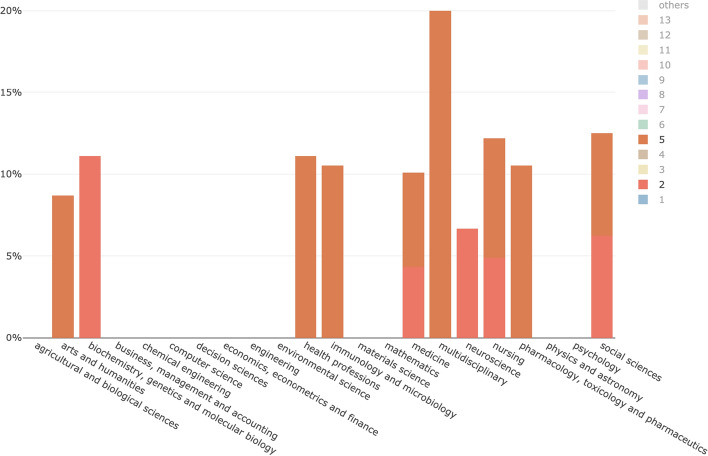 20%
15%
10%
5%
0%
others
13
12
11
10
9
8
7
6
5
4
3
2
1
agricultural and biological sciences
arts and humanities
biochemistry, genetics and molecular biology
business, management and accounting
chemical engineering
computer science
decision sciences
economics, econometrics and finance
engineering
environmental science
health professions
immunology and microbiology
materials science
mathematics
medicine
multidisciplinary
neuroscience
nursing
pharmacology, toxicology and pharmaceutics
physics and astronomy
psychology
social sciences